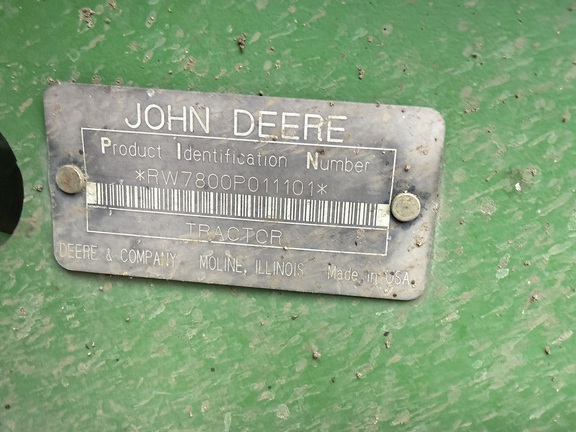 JOHN DEERE
Product Identification Number
*RW7800P011101*
TRACTOR
DEERE & COMPANY MOLINE, ILLINOIS Made in USA